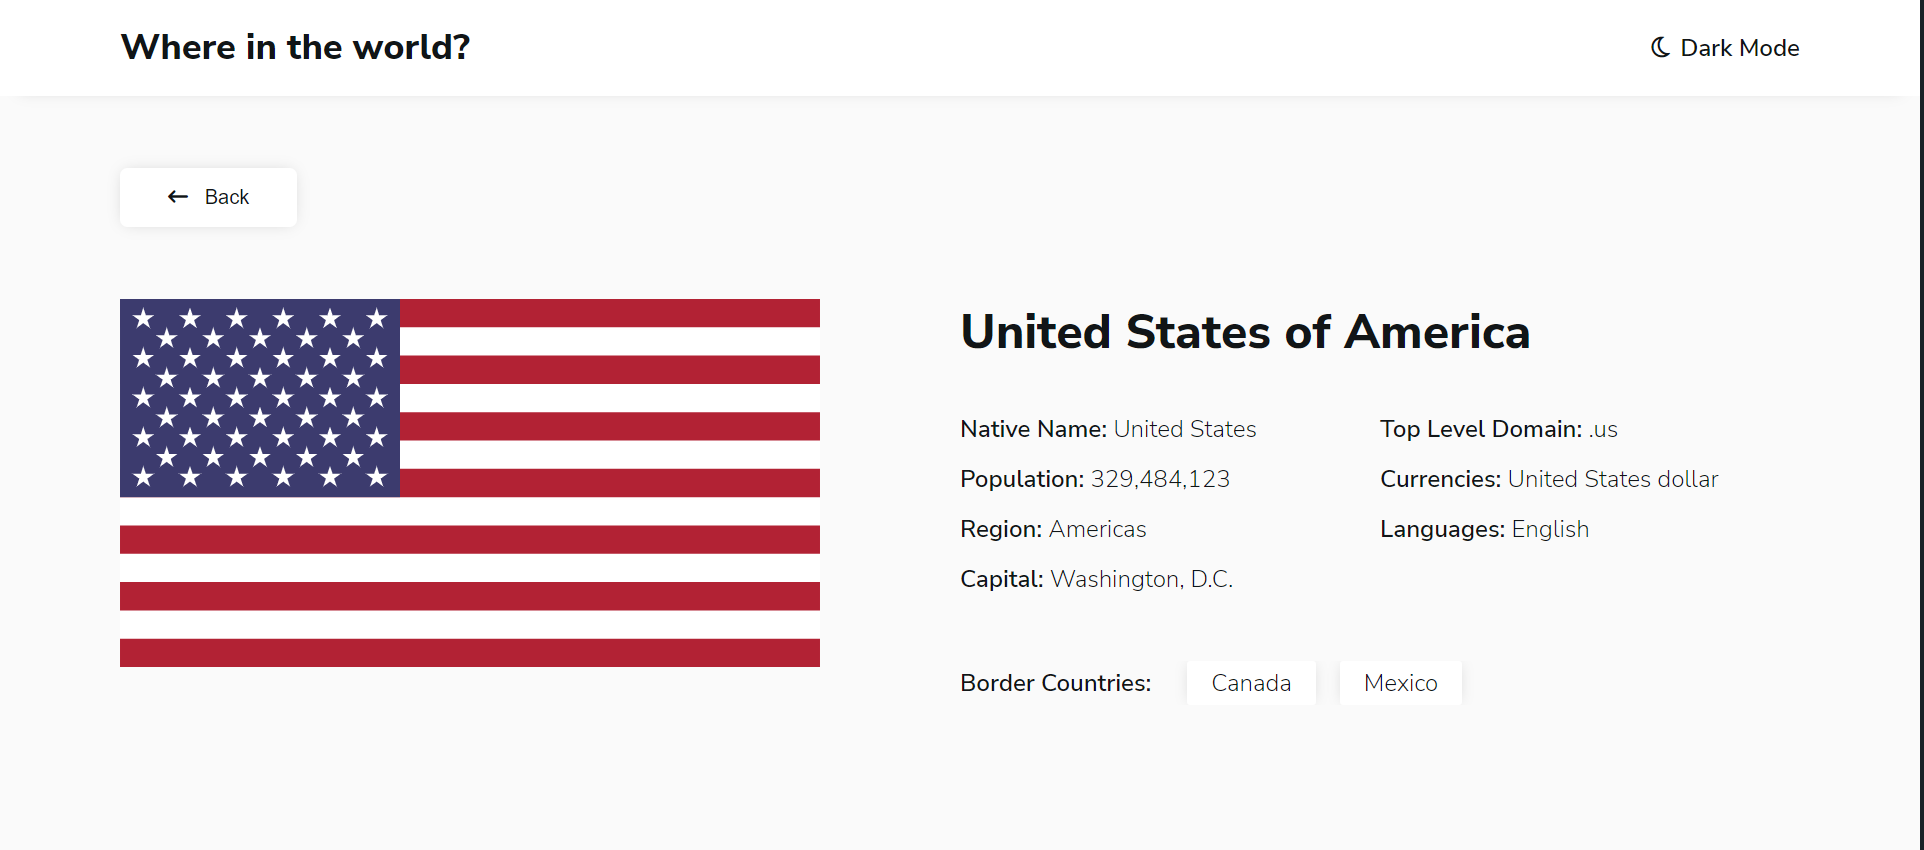 Where in the world?
Dark Mode
Back
United States of America
Native Name: United States
Population: 329,484,123
Region: Americas
Capital: Washington, D.C.
Top Level Domain: .us
Currencies: United States dollar
Languages: English
Border Countries: Canada Mexico